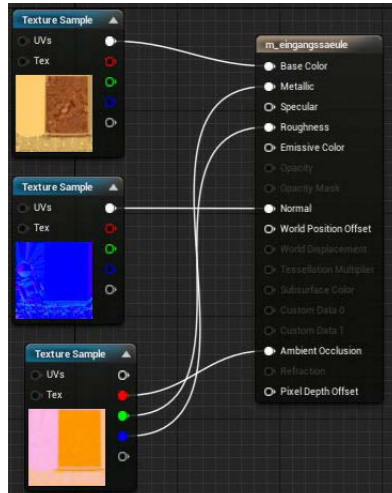 Texture Sample
UVs
Tex
Texture Sample
UVs
Tex
Texture Sample
UVs
Tex
m_eingangssaeule
Base Color
Metallic
Specular
Roughness
Emissive Color
Opacity
Opacity Mask
Normal
World Position Offset
World Displacement
Tessellation Multiplier
Subsurface Color
Custom Data 0
Custom Data 1
Ambient Occlusion
Refraction
Pixel Depth Offset